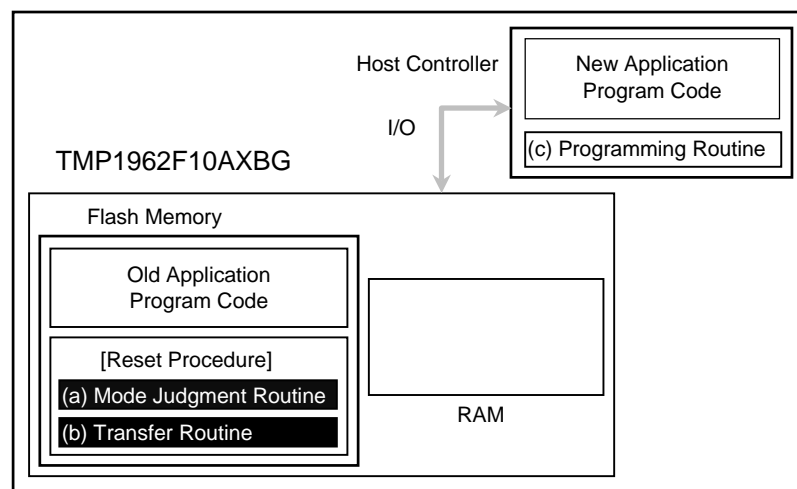 Host Controller
New Application
Program Code
I/O
(c) Programming Routine
TMP1962F10AXBG
Flash Memory
Old Application
Program Code
[Reset Procedure]
(a) Mode Judgment Routine
(b) Transfer Routine
RAM